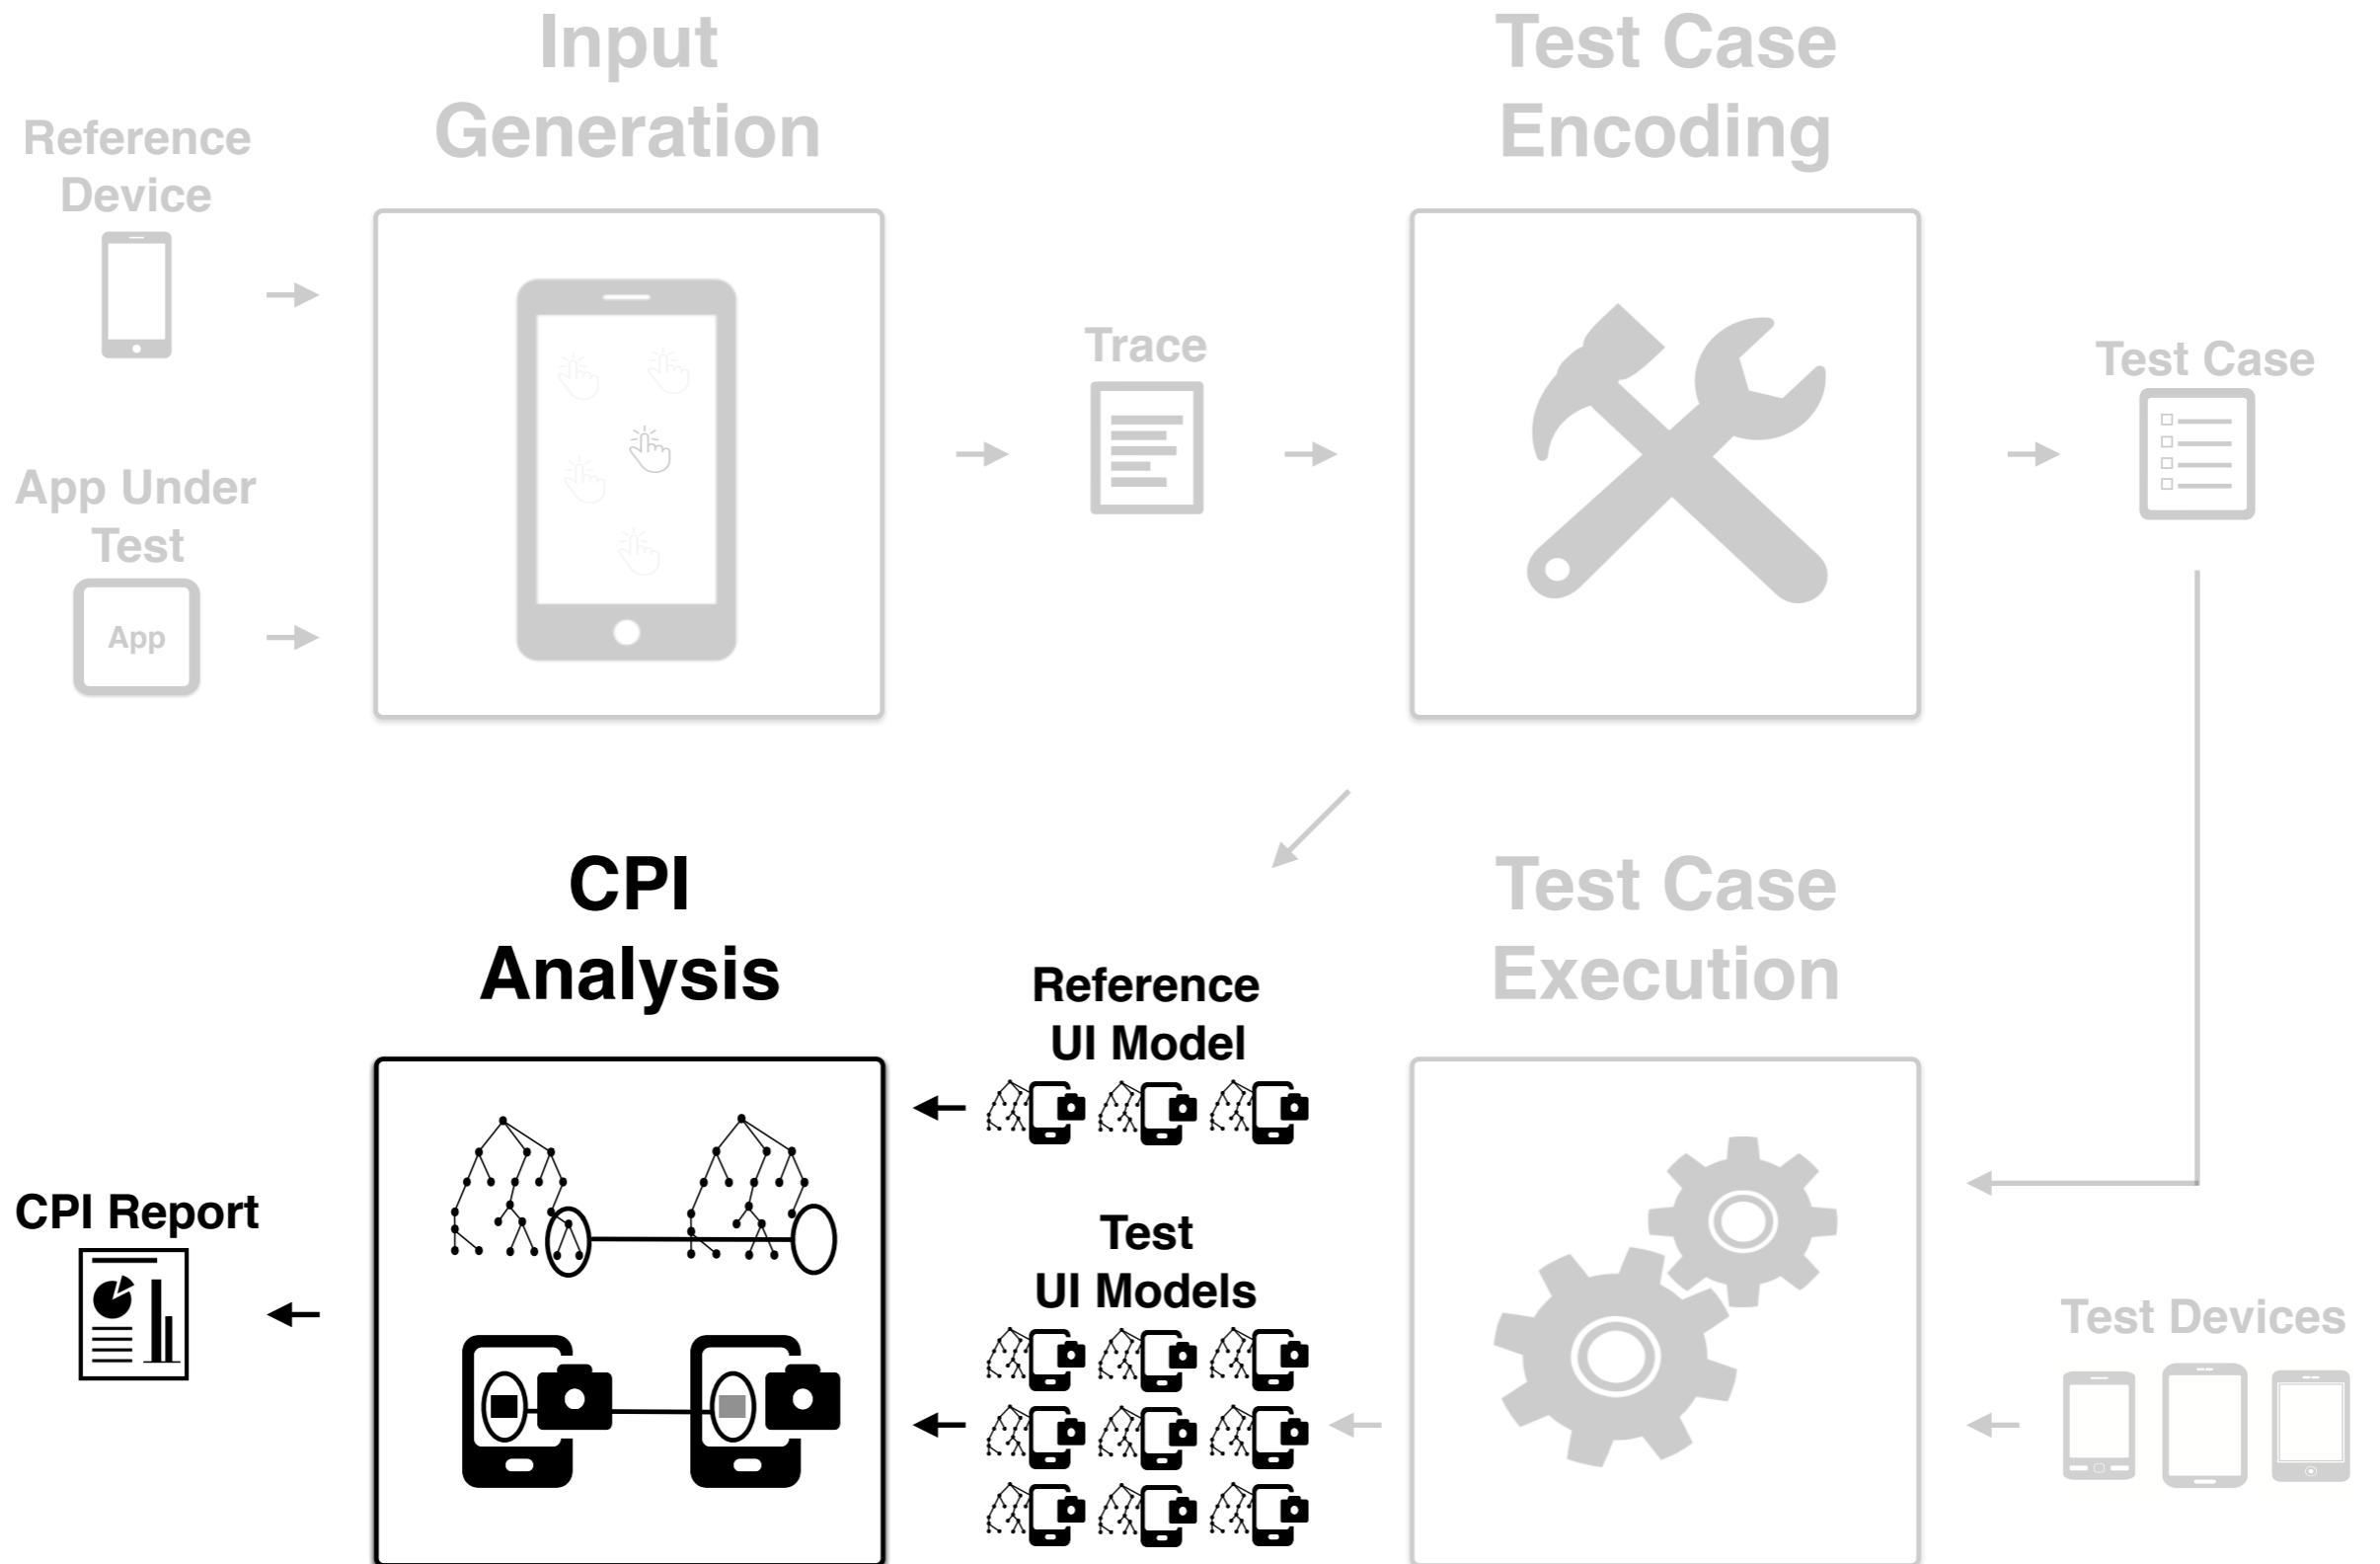 Input
Generation
Test Case
Encoding
Reference
Device
App Under
Test
App
Trace
Test Case
CPI
Analysis
Reference
UI Model
Test
UI Models
Test Case
Execution
CPI Report
Test Devices